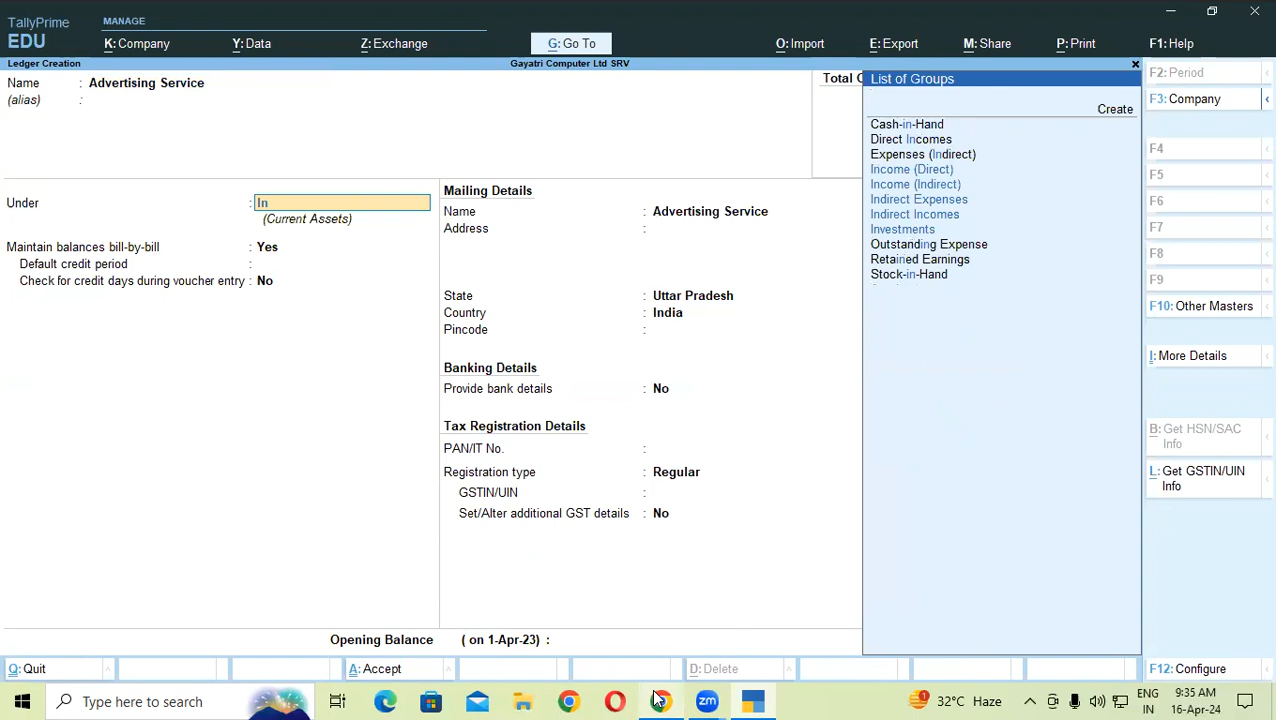 TallyPrime
EDU
MANAGE
K: Company
Y: Data
Z: Exchange
G: Go To
O: Import
E: Export
M: Share
P: Print
F1: Help
Ledger Creation
Gayatri Computer Ltd SRV
Name : Advertising Service
(alias) :
Under : In
(Current Assets)
Maintain balances bill-by-bill : Yes
Default credit period :
Check for credit days during voucher entry : No
Mailing Details
Name : Advertising Service
Address :
State : Uttar Pradesh
Country : India
Pincode :
Banking Details
Provide bank details : No
Tax Registration Details
PAN/IT No. :
Registration type : Regular
GSTIN/UIN :
Set/Alter additional GST details : No
Opening Balance ( on 1-Apr-23) :
List of Groups
Create
Cash-in-Hand
Direct Incomes
Expenses (Indirect)
Income (Direct)
Income (Indirect)
Indirect Expenses
Indirect Incomes
Investments
Outstanding Expense
Retained Earnings
Stock-in-Hand
F2: Period
F3: Company
F4
F5
F6
F7
F8
F9
F10: Other Masters
I: More Details
B: Get HSN/SAC
Info
L: Get GSTIN/UIN
Info
Q: Quit
A: Accept
D: Delete
F12: Configure
Type here to search
32°C Haze
ENG
IN
9:35 AM
16-Apr-24